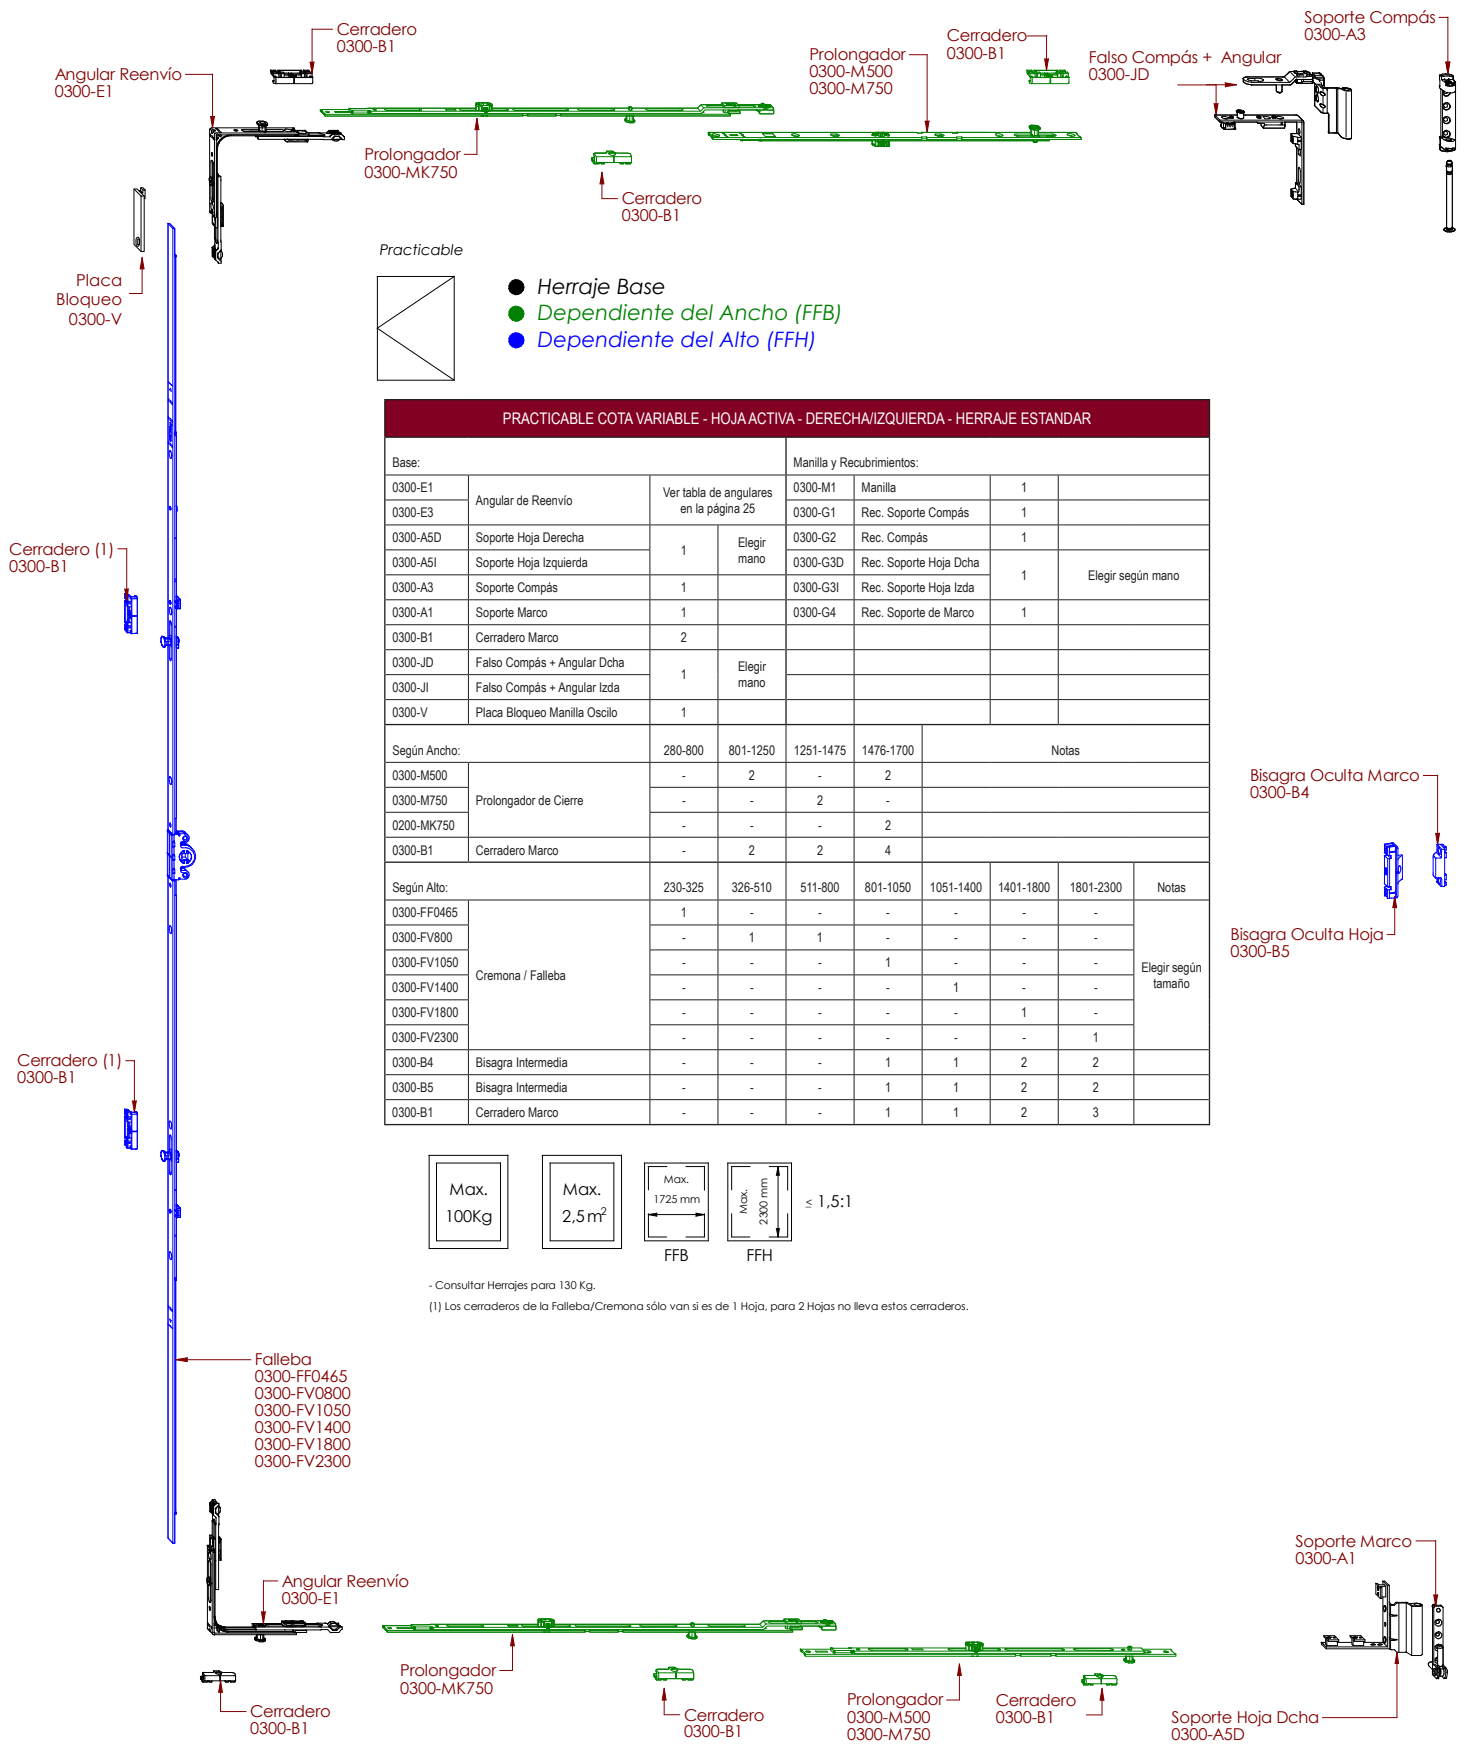 Cerradero
0300-B1
Angular Reenvío
0300-E1
Prolongador
0300-MK750
Cerradero
0300-B1
Prolongador
0300-M500
0300-M750
Cerradero
0300-B1
Falso Compás + Angular
0300-JD
Soporte Compás
0300-A3
Placa
Bloqueo
0300-V
Practicable
Herraje Base
Dependiente del Ancho (FFB)
Dependiente del Alto (FFH)
PRACTICABLE COTA VARIABLE - HOJA ACTIVA - DERECHA/IZQUIERDA - HERRAJE ESTANDAR
Base: Manilla y Recubrimientos:
0300-E1 Angular de Reenvío Ver tabla de angulares en la página 25 0300-M1 Manilla 1
0300-E3 0300-G1 Rec. Soporte Compás 1
0300-A5D Soporte Hoja Derecha 1 Elegir mano 0300-G2 Rec. Compás 1
0300-A5I Soporte Hoja Izquierda 0300-G3D Rec. Soporte Hoja Dcha 1 Elegir según mano
0300-A3 Soporte Compás 1 0300-G3I Rec. Soporte Hoja Izda
0300-A1 Soporte Marco 1 0300-G4 Rec. Soporte de Marco 1
0300-B1 Cerradero Marco 2
0300-JD Falso Compás + Angular Dcha 1 Elegir mano
0300-JI Falso Compás + Angular Izda
0300-V Placa Bloqueo Manilla Oscilo 1
Según Ancho: 280-800 801-1250 1251-1475 1476-1700 Notas
0300-M500 Prolongador de Cierre - 2 - 2
0300-M750 - - 2 -
0200-MK750 - - - 2
0300-B1 Cerradero Marco - 2 2 4
Según Alto: 230-325 326-510 511-800 801-1050 1051-1400 1401-1800 1801-2300 Notas
0300-FF0465 Cremona / Falleba 1 - - - - - - Elegir según tamaño
0300-FV800 - 1 1 - - - -
0300-FV1050 - - - 1 - - -
0300-FV1400 - - - - 1 - -
0300-FV1800 - - - - - 1 -
0300-FV2300 - - - - - - 1
0300-B4 Bisagra Intermedia - - - 1 1 2 2
0300-B5 Bisagra Intermedia - - - 1 1 2 2
0300-B1 Cerradero Marco - - - 1 1 2 3
Cerradero (1)
0300-B1
Cerradero (1)
0300-B1
Bisagra Oculta Marco
0300-B4
Bisagra Oculta Hoja
0300-B5
Max.
100Kg
Max.
2,5m²
Max.
1725 mm
FFB
Max.
2300 mm
FFH
≤ 1,5:1
- Consultar Herrajes para 130 Kg.
(1) Los cerraderos de la Falleba/Cremona sólo van si es de 1 Hoja, para 2 Hojas no lleva estos cerraderos.
Falleba
0300-FF0465
0300-FV0800
0300-FV1050
0300-FV1400
0300-FV1800
0300-FV2300
Angular Reenvío
0300-E1
Cerradero
0300-B1
Prolongador
0300-MK750
Cerradero
0300-B1
Prolongador
0300-M500
0300-M750
Cerradero
0300-B1
Soporte Marco
0300-A1
Soporte Hoja Dcha
0300-A5D